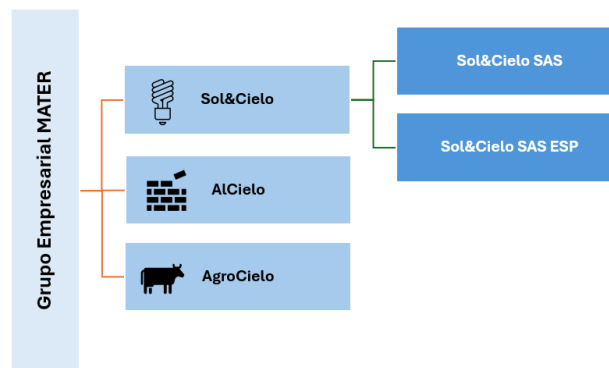 Grupo Empresarial MATER
Sol&Cielo
AlCielo
AgroCielo
Sol&Cielo SAS
Sol&Cielo SAS ESP